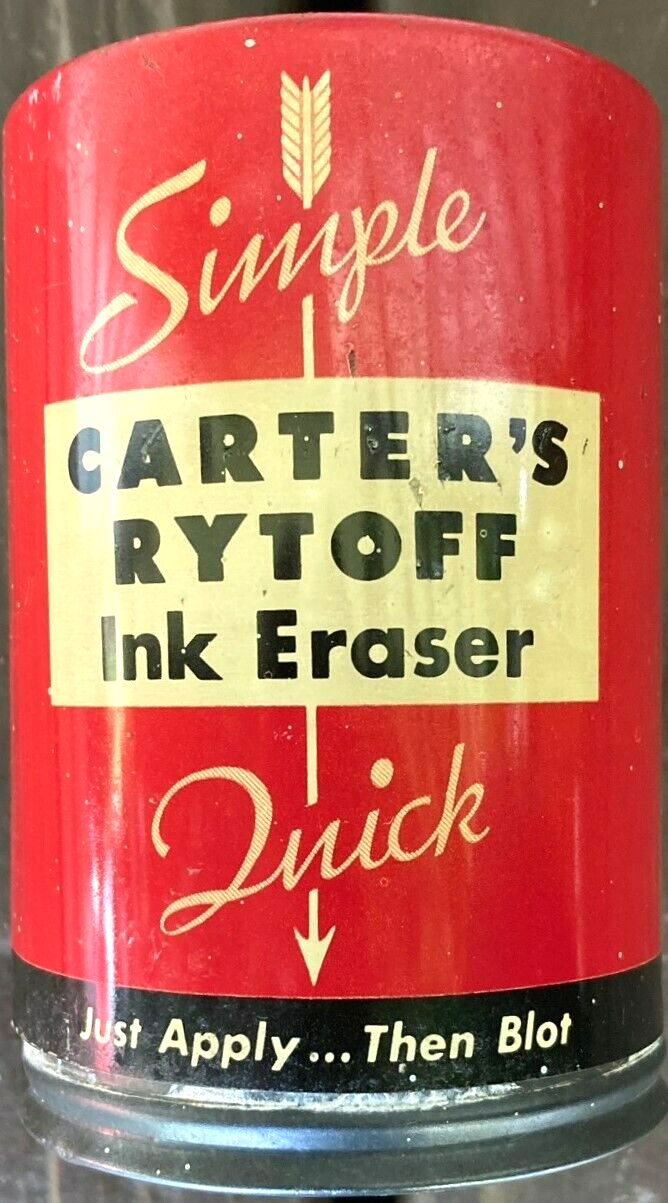 Simple
CARTER'S
RYTOFF
Ink Eraser
Quick
Just Apply... Then Blot